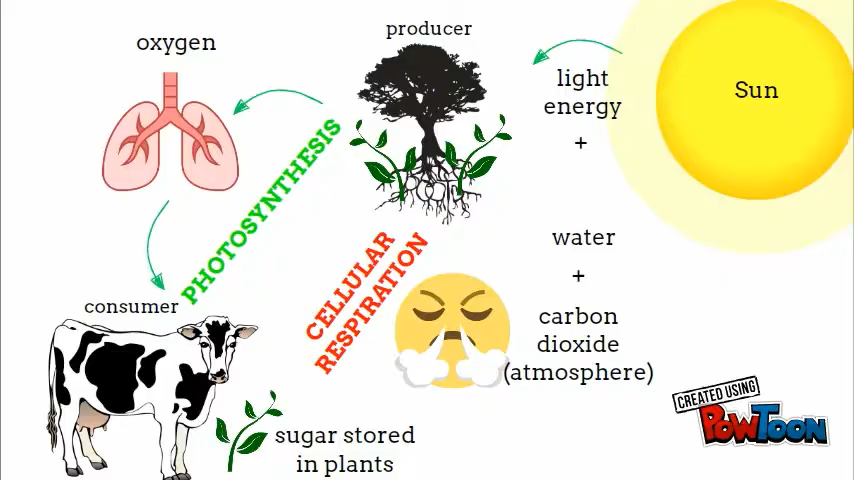 producer
oxygen
light
energy
+
Sun
PHOTOSYNTHESIS
water
+
CELLULAR
RESPIRATION
consumer
carbon
dioxide
(atmosphere)
sugar stored
in plants
CREATED USING
POWTOON